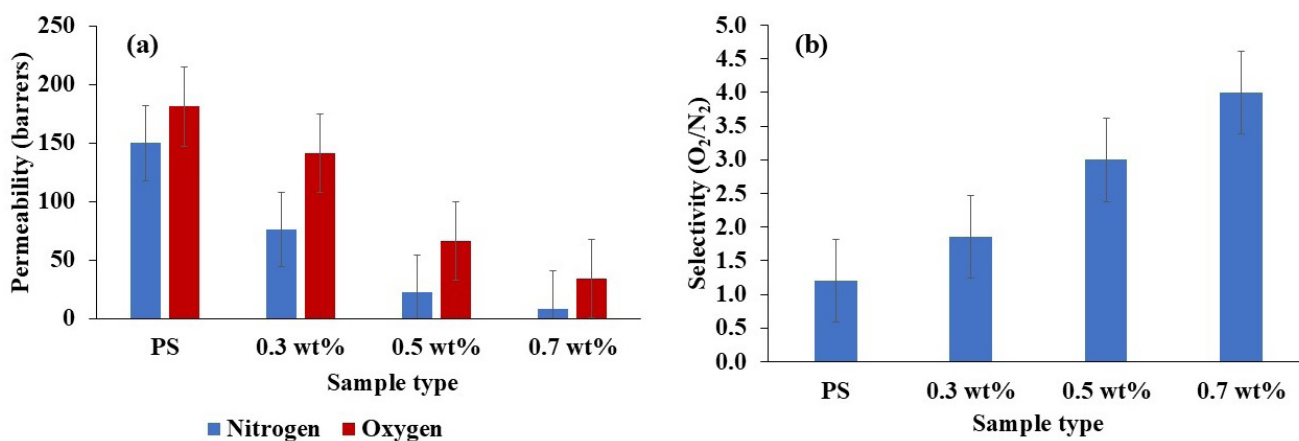 (a)
Permeability (barrers)
250
200
150
100
50
0
PS 0.3 wt% 0.5 wt% 0.7 wt%
Sample type
Nitrogen Oxygen
(b)
Selectivity (O₂/N₂)
5.0
4.5
4.0
3.5
3.0
2.5
2.0
1.5
1.0
0.5
0.0
PS 0.3 wt% 0.5 wt% 0.7 wt%
Sample type